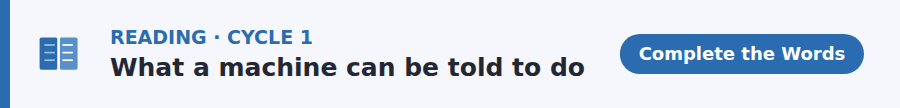 READING · CYCLE 1
What a machine can be told to do
Complete the Words